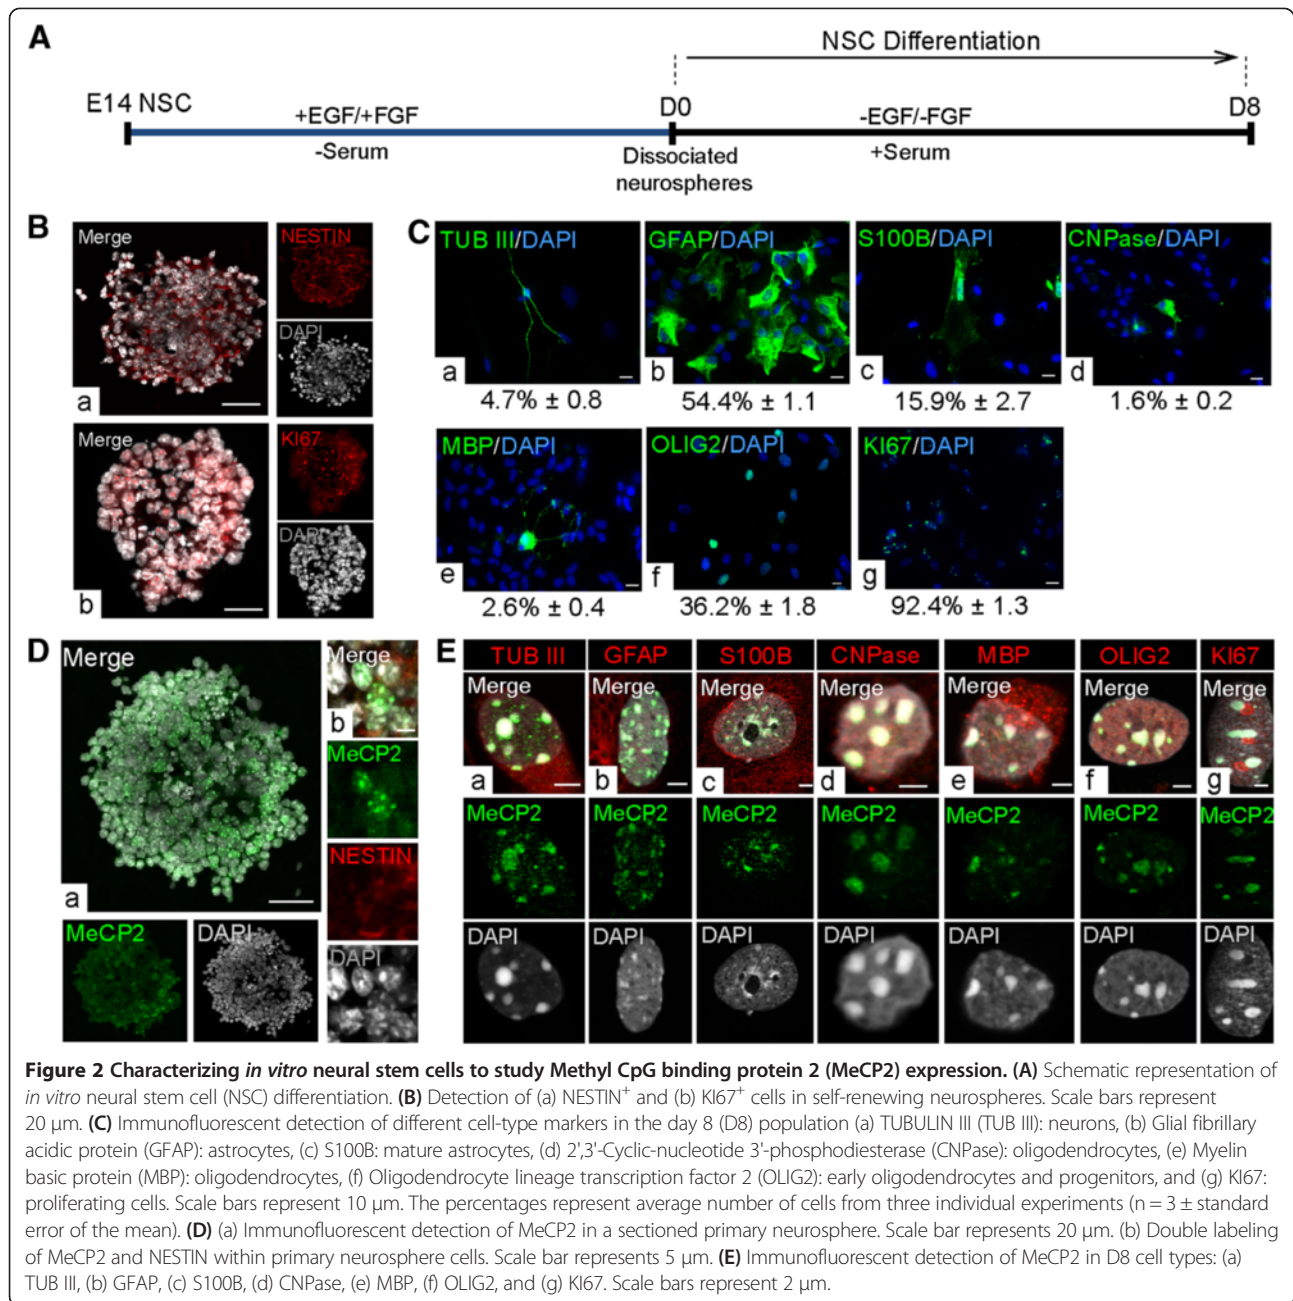 A
NSC Differentiation
E14 NSC
D0
D8
+EGF/+FGF
-EGF/-FGF
-Serum
+Serum
Dissociated
neurospheres
B
Merge
NESTIN
DAPI
a
Merge
KI67
DAPI
b
C
TUB III/DAPI
GFAP/DAPI
S100B/DAPI
CNPase/DAPI
a
b
c
d
4.7% ± 0.8
54.4% ± 1.1
15.9% ± 2.7
1.6% ± 0.2
MBP/DAPI
OLIG2/DAPI
KI67/DAPI
e
f
g
2.6% ± 0.4
36.2% ± 1.8
92.4% ± 1.3
D
Merge
a
MeCP2
DAPI
Merge
b
MeCP2
NESTIN
DAPI
E
TUB III
GFAP
S100B
CNPase
MBP
OLIG2
KI67
Merge
Merge
Merge
Merge
Merge
Merge
Merge
a
b
c
d
e
f
g
MeCP2
MeCP2
MeCP2
MeCP2
MeCP2
MeCP2
MeCP2
DAPI
DAPI
DAPI
DAPI
DAPI
DAPI
DAPI
Figure 2 Characterizing in vitro neural stem cells to study Methyl CpG binding protein 2 (MeCP2) expression. (A) Schematic representation of
in vitro neural stem cell (NSC) differentiation. (B) Detection of (a) NESTIN+ and (b) KI67+ cells in self-renewing neurospheres. Scale bars represent
20 μm. (C) Immunofluorescent detection of different cell-type markers in the day 8 (D8) population (a) TUBULIN III (TUB III): neurons, (b) Glial fibrillary
acidic protein (GFAP): astrocytes, (c) S100B: mature astrocytes, (d) 2',3'-Cyclic-nucleotide 3'-phosphodiesterase (CNPase): oligodendrocytes, (e) Myelin
basic protein (MBP): oligodendrocytes, (f) Oligodendrocyte lineage transcription factor 2 (OLIG2): early oligodendrocytes and progenitors, and (g) KI67:
proliferating cells. Scale bars represent 10 μm. The percentages represent average number of cells from three individual experiments (n = 3 ± standard
error of the mean). (D) (a) Immunofluorescent detection of MeCP2 in a sectioned primary neurosphere. Scale bar represents 20 μm. (b) Double labeling
of MeCP2 and NESTIN within primary neurosphere cells. Scale bar represents 5 μm. (E) Immunofluorescent detection of MeCP2 in D8 cell types: (a)
TUB III, (b) GFAP, (c) S100B, (d) CNPase, (e) MBP, (f) OLIG2, and (g) KI67. Scale bars represent 2 μm.